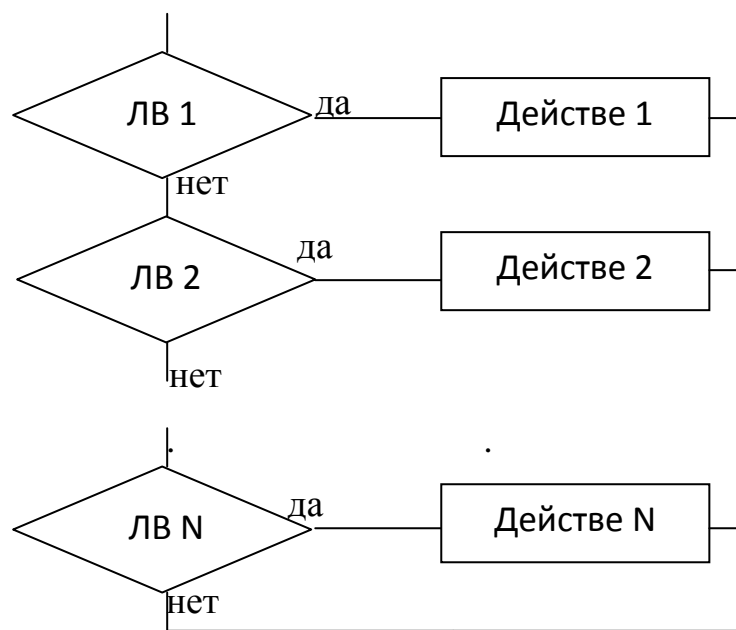 ЛВ 1
да
Действе 1
нет
ЛВ 2
да
Действе 2
нет
. .
ЛВ N
да
Действе N
нет